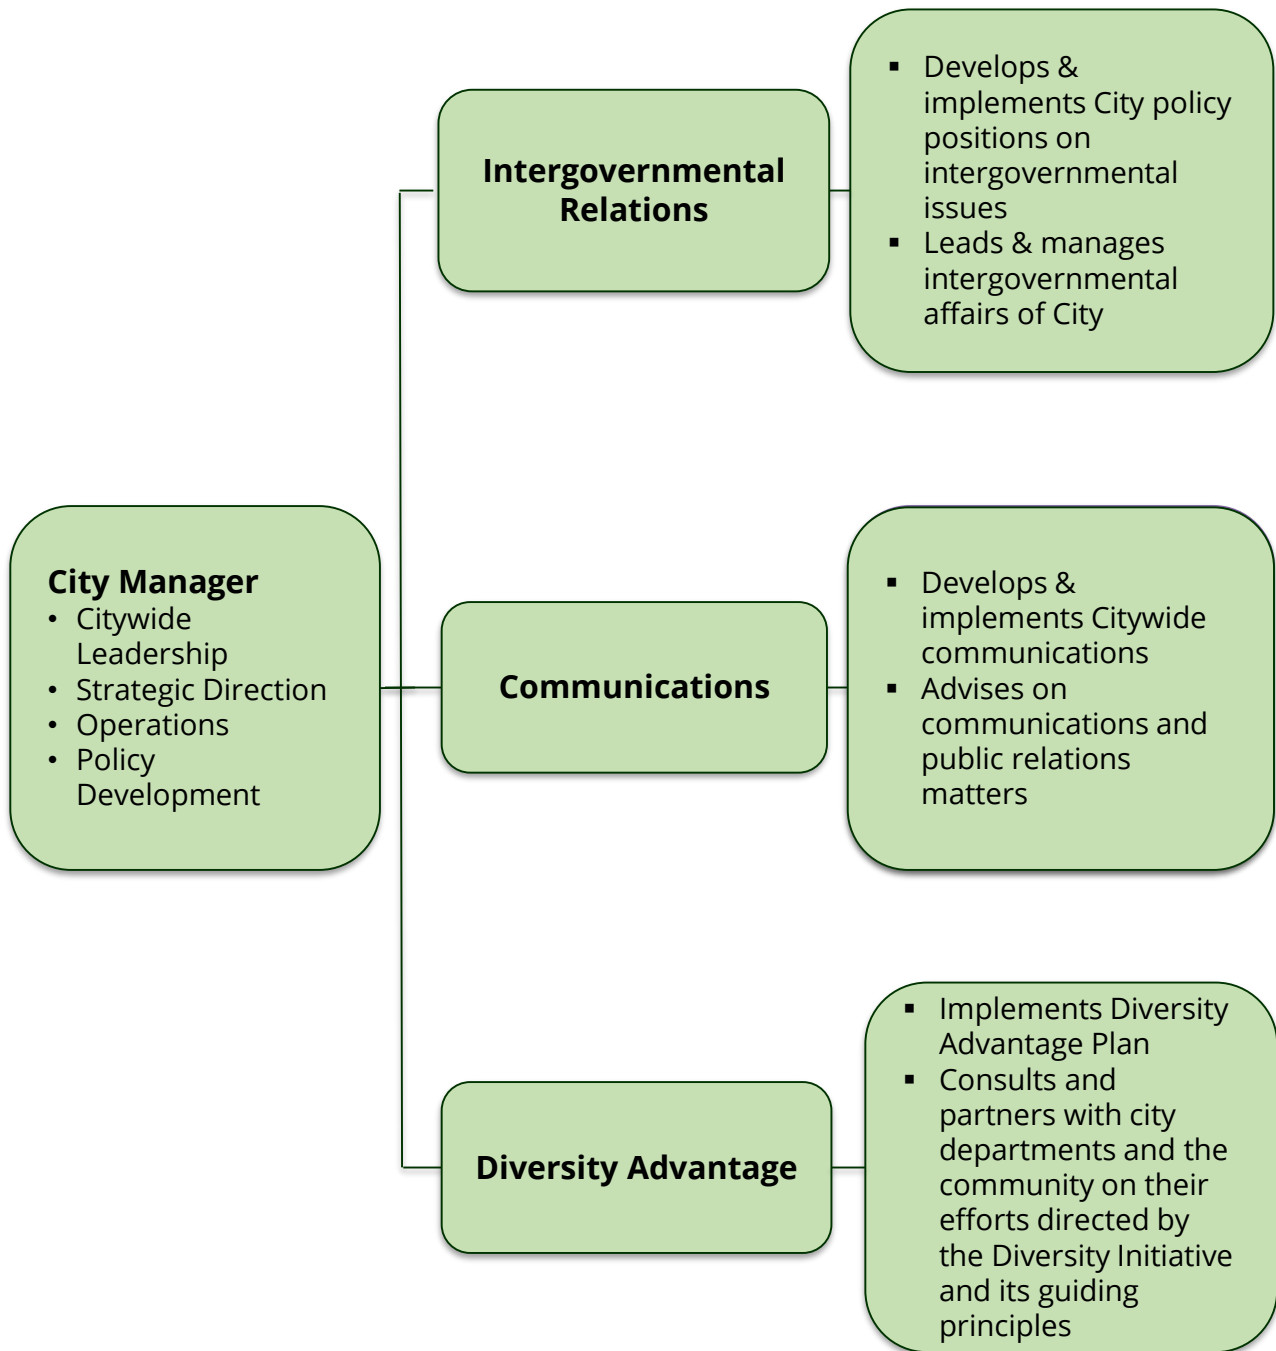 City Manager
• Citywide
Leadership
• Strategic Direction
• Operations
• Policy
Development
Intergovernmental
Relations
▪ Develops &
implements City policy
positions on
intergovernmental
issues
▪ Leads & manages
intergovernmental
affairs of City
Communications
▪ Develops &
implements Citywide
communications
▪ Advises on
communications and
public relations
matters
Diversity Advantage
▪ Implements Diversity
Advantage Plan
▪ Consults and
partners with city
departments and the
community on their
efforts directed by
the Diversity Initiative
and its guiding
principles